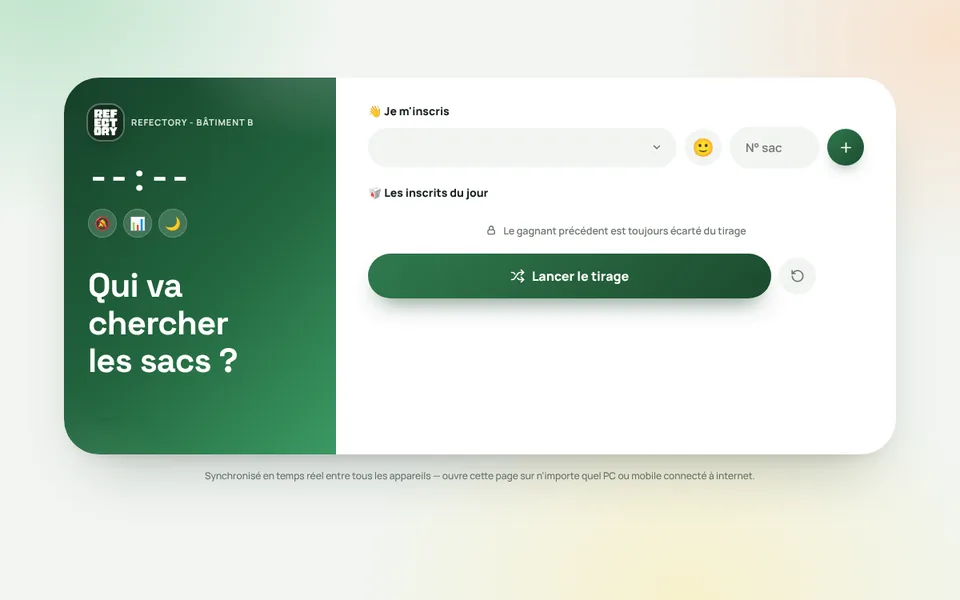 REF
ECT
ORY
REFECTORY - BÂTIMENT B
--:--
Qui va
chercher
les sacs ?
👋 Je m'inscris
N° sac
🥡 Les inscrits du jour
Le gagnant précédent est toujours écarté du tirage
Lancer le tirage
Synchronisé en temps réel entre tous les appareils — ouvre cette page sur n'importe quel PC ou mobile connecté à internet.